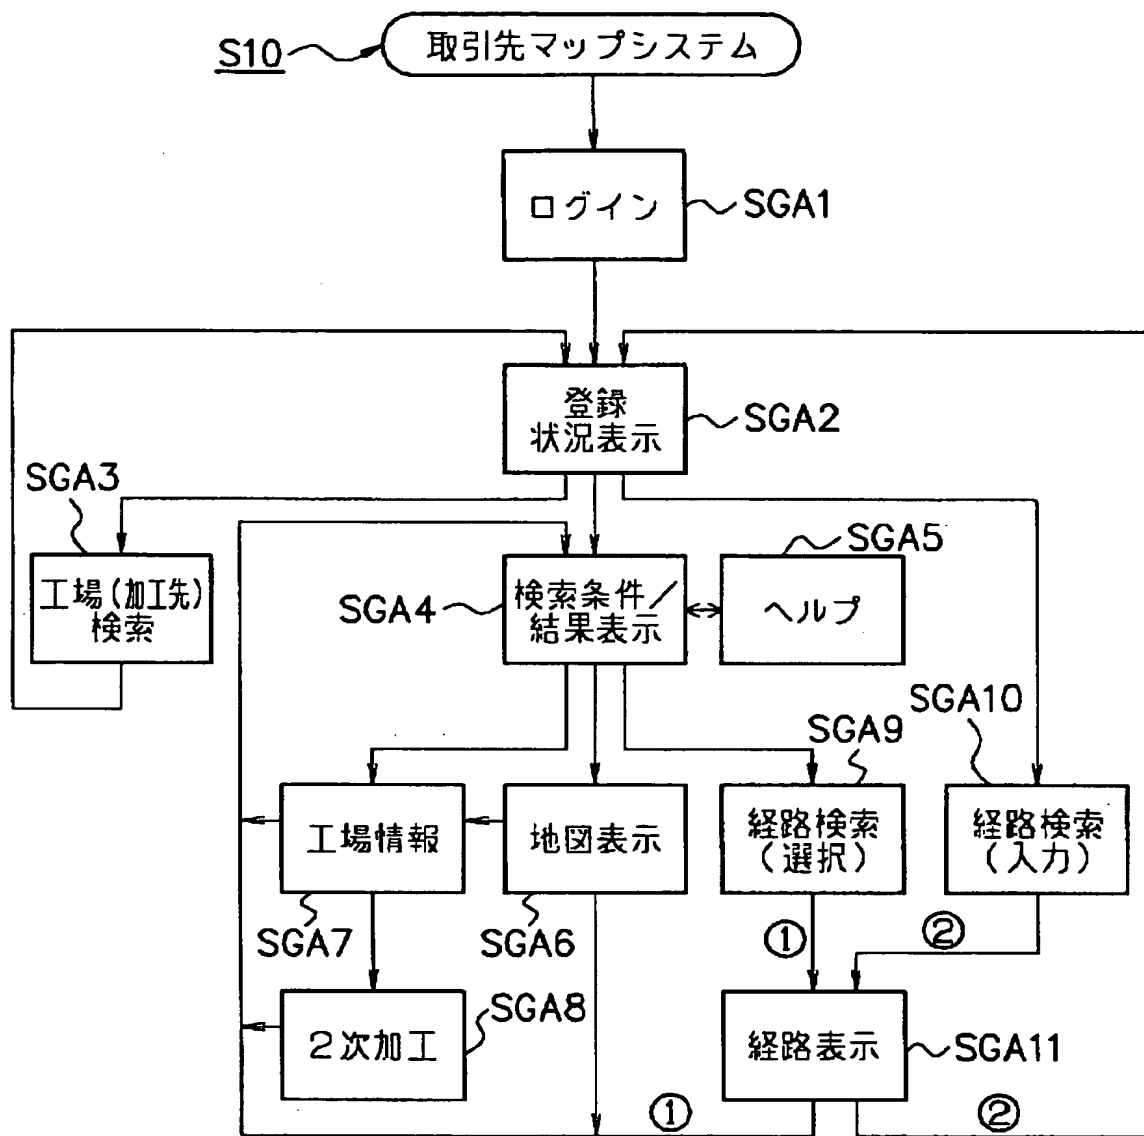 S10
取引先マップシステム
ログイン
SGA1
登録
状況表示
SGA2
SGA3
工場(加工先)
検索
SGA4
検索条件/
結果表示
SGA5
ヘルプ
SGA10
SGA9
工場情報
地図表示
経路検索
(選択)
経路検索
(入力)
SGA7
SGA6
①
②
2次加工
SGA8
経路表示
SGA11
①
②